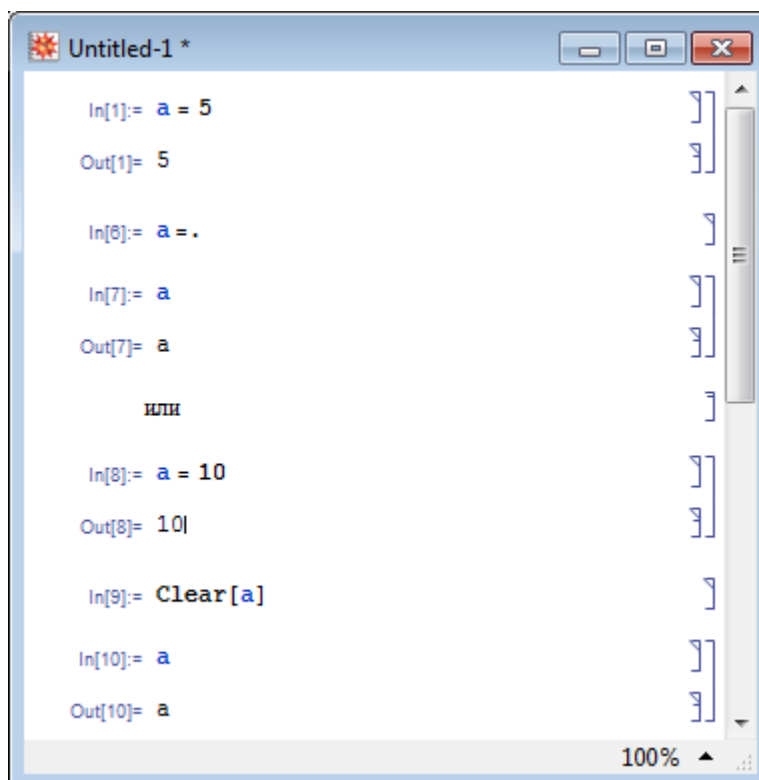 Untitled-1 *
In[1]:= a = 5
Out[1]= 5
In[6]:= a =.
In[7]:= a
Out[7]= a
или
In[8]:= a = 10
Out[8]= 10
In[9]:= Clear[a]
In[10]:= a
Out[10]= a
100%